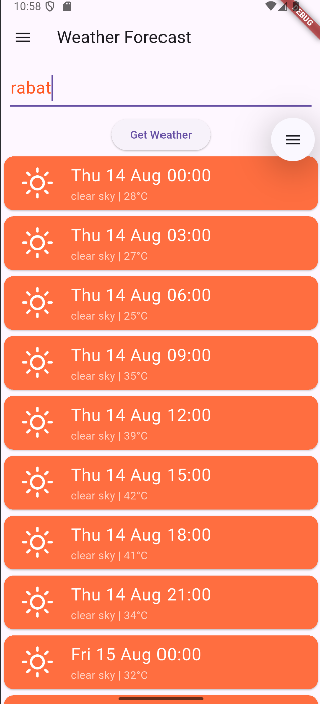 10:58
DEBUG
Weather Forecast
rabat
Get Weather
Thu 14 Aug 00:00
clear sky | 28°C
Thu 14 Aug 03:00
clear sky | 27°C
Thu 14 Aug 06:00
clear sky | 25°C
Thu 14 Aug 09:00
clear sky | 35°C
Thu 14 Aug 12:00
clear sky | 39°C
Thu 14 Aug 15:00
clear sky | 42°C
Thu 14 Aug 18:00
clear sky | 41°C
Thu 14 Aug 21:00
clear sky | 34°C
Fri 15 Aug 00:00
clear sky | 32°C